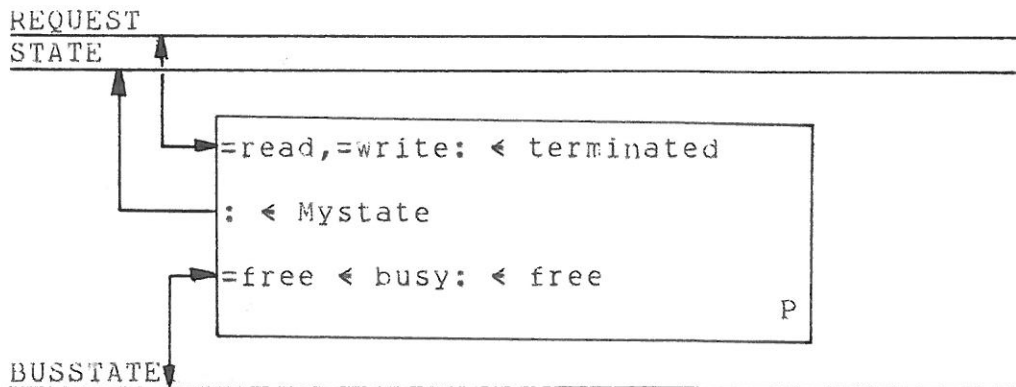 REQUEST
STATE
=read,=write: < terminated
: < Mystate
=free < busy: < free
P
BUSSTATE